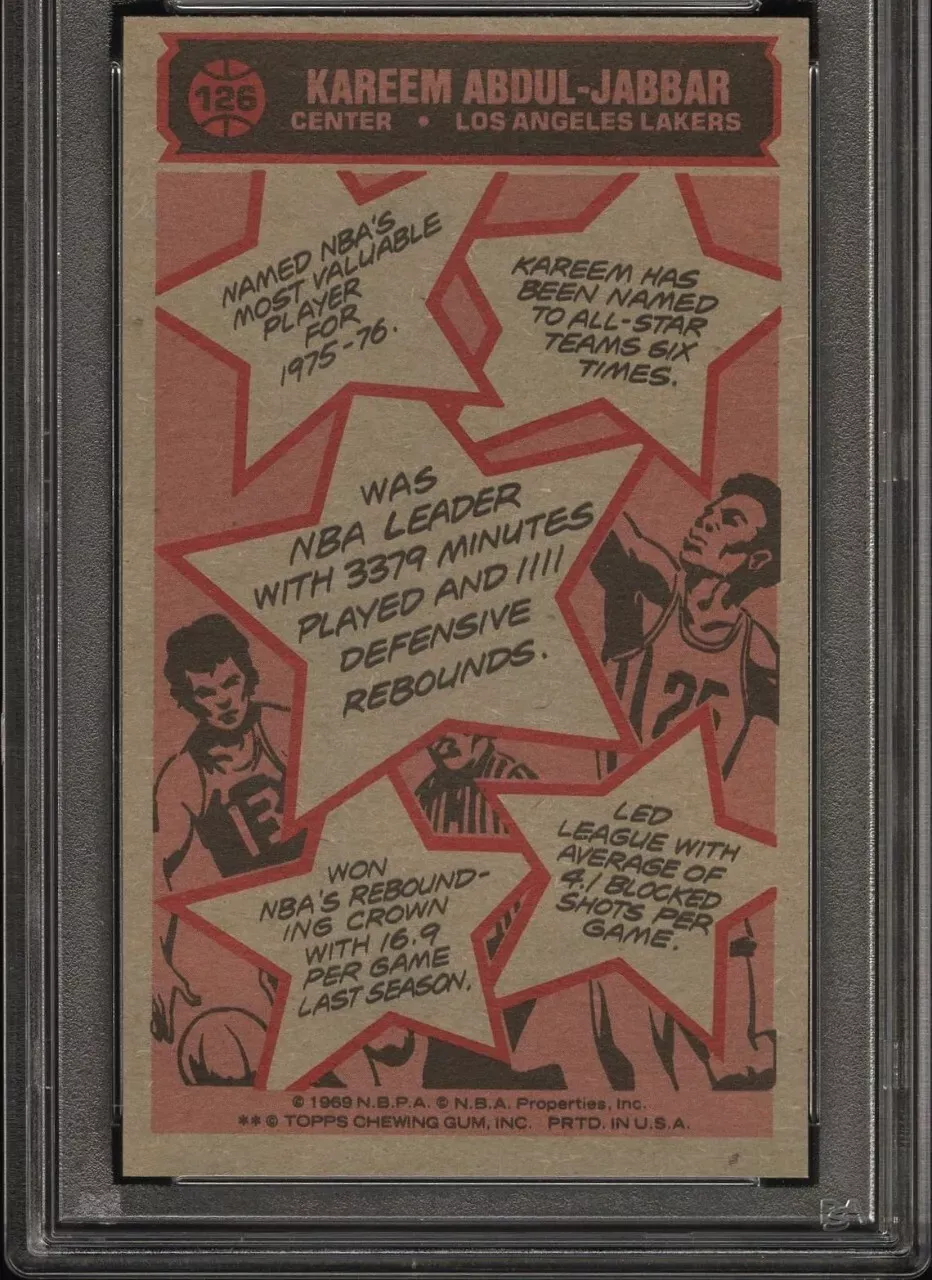 126
KAREEM ABDUL-JABBAR
CENTER • LOS ANGELES LAKERS
NAMED NBA'S
MOST VALUABLE
PLAYER
FOR
1975-76.
KAREEM HAS
BEEN NAMED
TO ALL-STAR
TEAMS SIX
TIMES.
WAS
NBA LEADER
WITH 3379 MINUTES
PLAYED AND 1111
DEFENSIVE
REBOUNDS.
25
13
LED
LEAGUE WITH
AVERAGE OF
4.1 BLOCKED
SHOTS PER
GAME.
WON
NBA'S REBOUND-
ING CROWN
WITH 16.9
PER GAME
LAST SEASON.
© 1969 N.B.P.A. © N.B.A. Properties, Inc.
** © TOPPS CHEWING GUM, INC. PRTD. IN U.S.A.
PSA